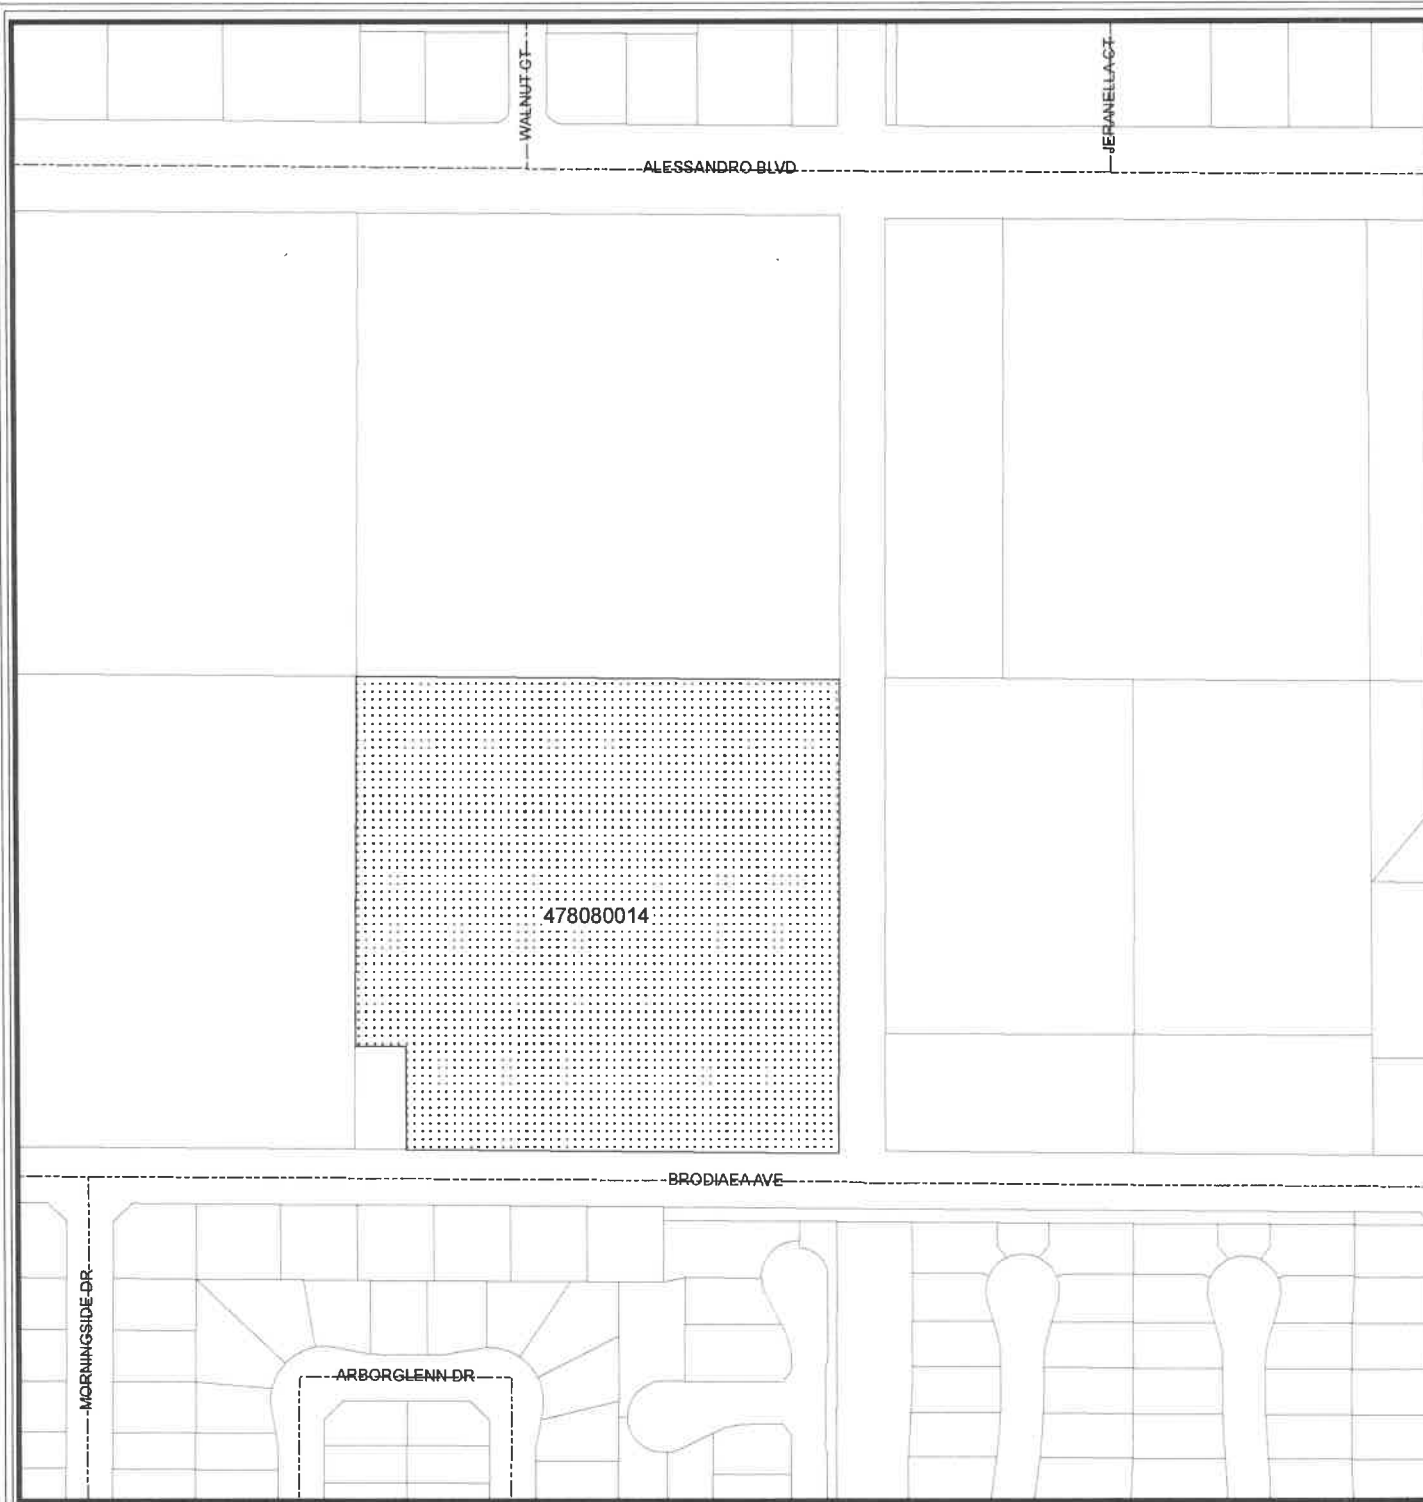 WALNUT CT
JERANELLA CT
ALESSANDRO BLVD
478080014
BRODIAEA AVE
MORNINGSIDE DR
ARBORGLENN DR